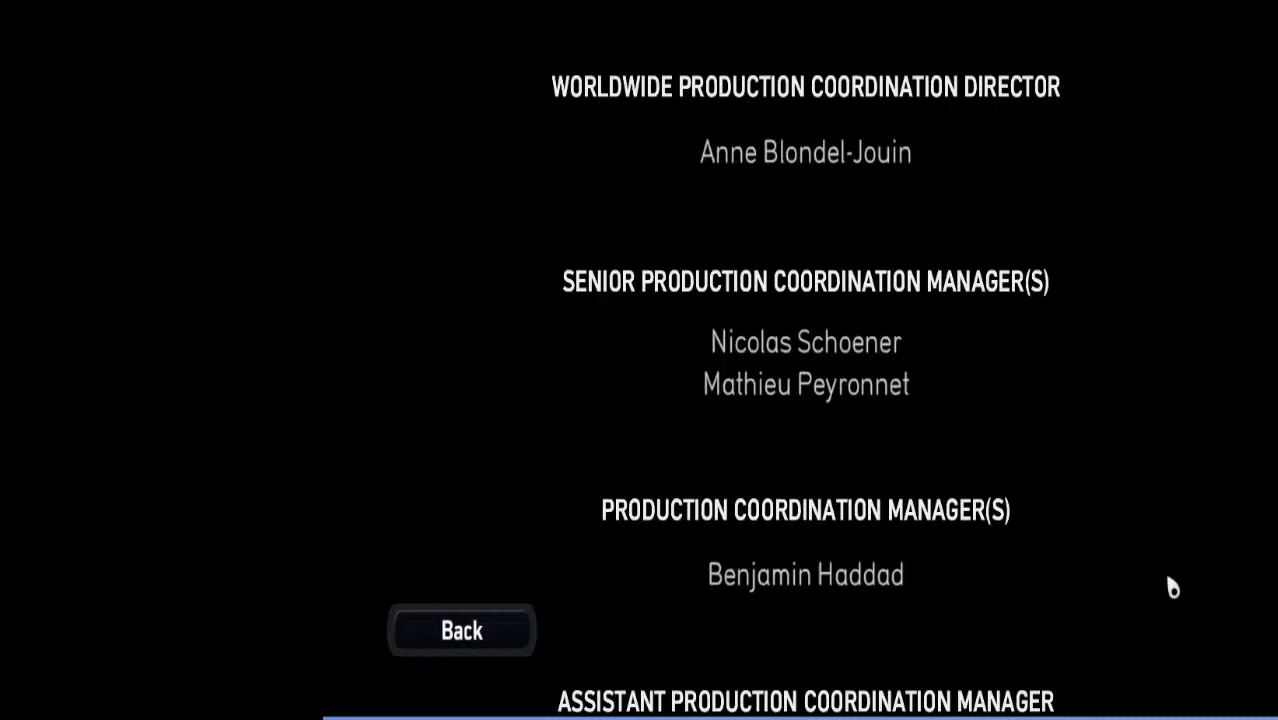 WORLDWIDE PRODUCTION COORDINATION DIRECTOR
Anne Blondel-Jouin
SENIOR PRODUCTION COORDINATION MANAGER(S)
Nicolas Schoener
Mathieu Peyronnet
PRODUCTION COORDINATION MANAGER(S)
Benjamin Haddad
Back
ASSISTANT PRODUCTION COORDINATION MANAGER